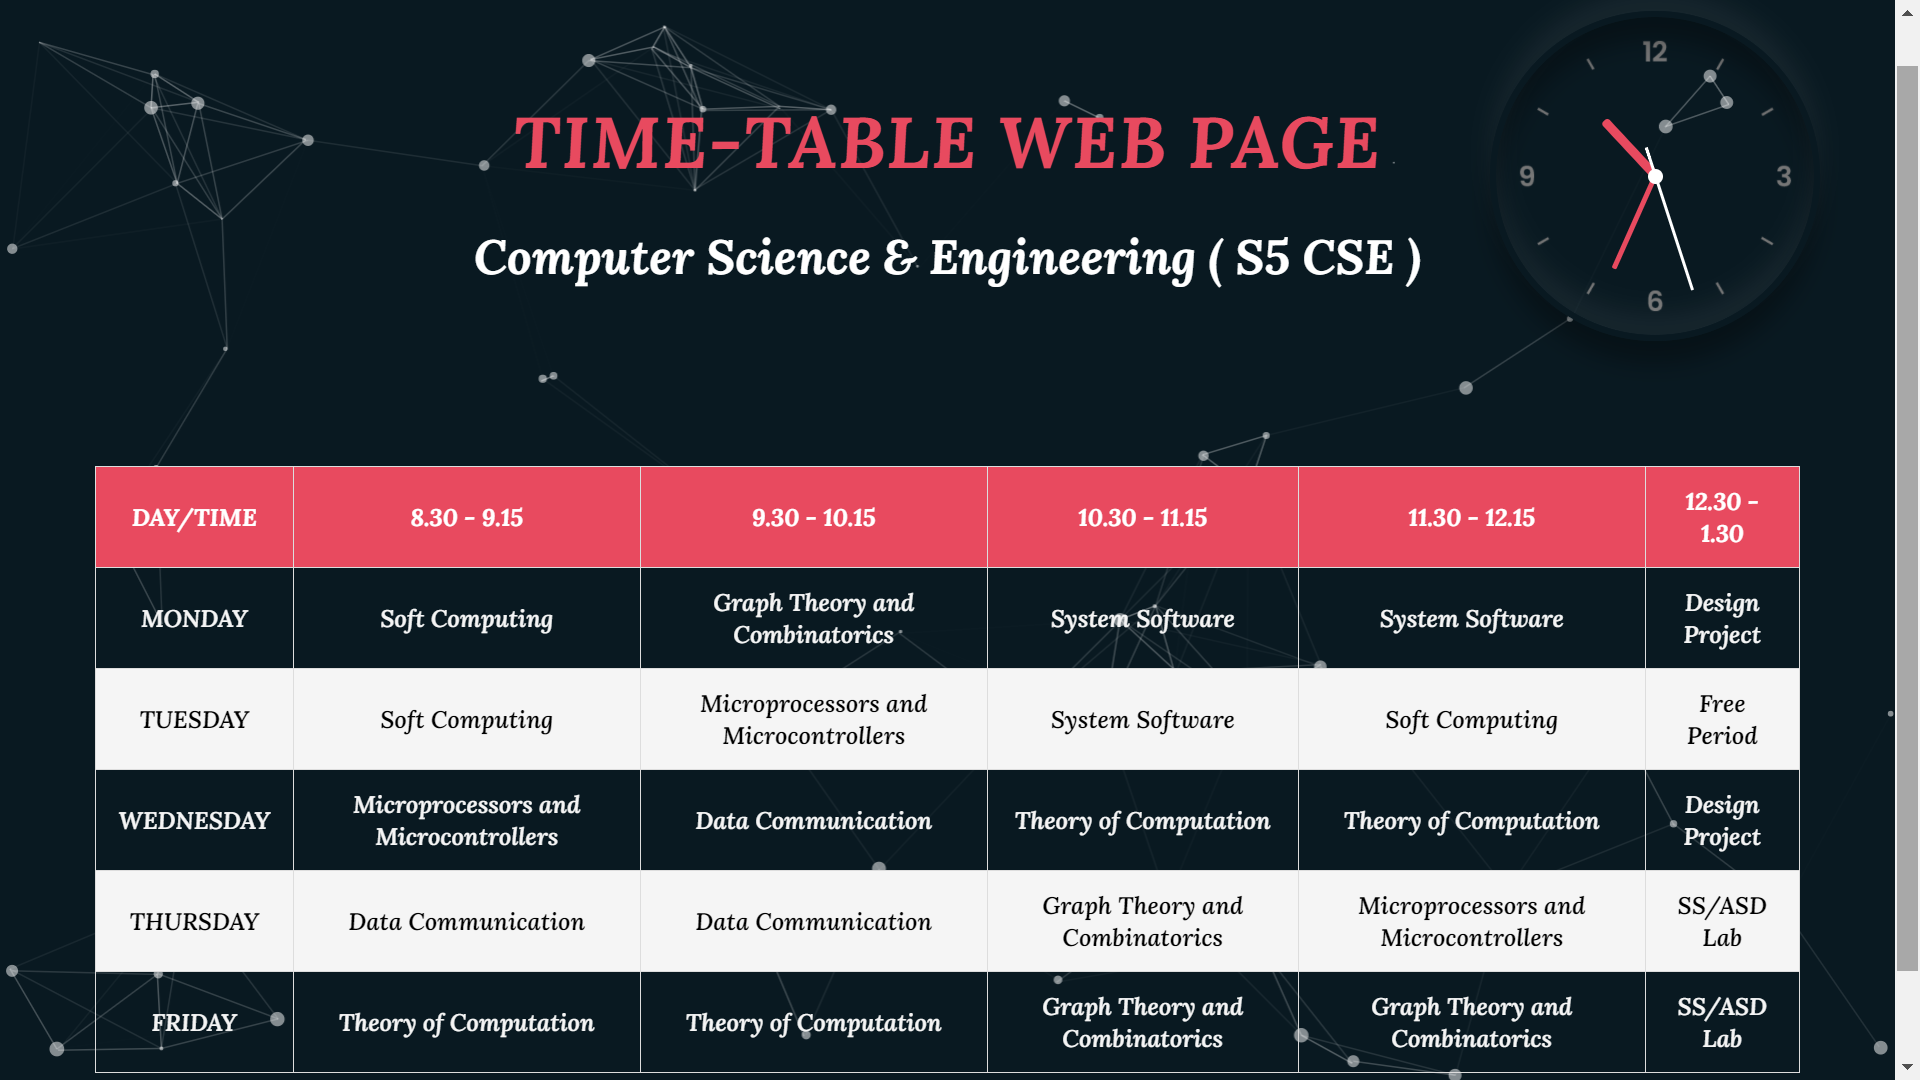 12
TIME-TABLE WEB PAGE
9
3
Computer Science & Engineering ( S5 CSE )
6
DAY/TIME
8.30 - 9.15
9.30 - 10.15
10.30 - 11.15
11.30 - 12.15
12.30 -
1.30
MONDAY
Soft Computing
Graph Theory and
Combinatorics
System Software
System Software
Design
Project
TUESDAY
Soft Computing
Microprocessors and
Microcontrollers
System Software
Soft Computing
Free
Period
WEDNESDAY
Microprocessors and
Microcontrollers
Data Communication
Theory of Computation
Theory of Computation
Design
Project
THURSDAY
Data Communication
Data Communication
Graph Theory and
Combinatorics
Microprocessors and
Microcontrollers
SS/ASD
Lab
FRIDAY
Theory of Computation
Theory of Computation
Graph Theory and
Combinatorics
Graph Theory and
Combinatorics
SS/ASD
Lab